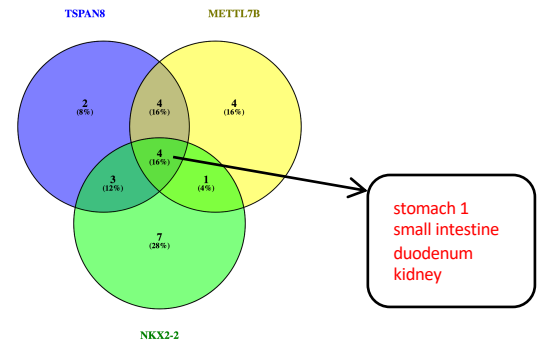 TSPAN8
METTL7B
2
(8%)
4
(16%)
4
(16%)
4
(16%)
3
(12%)
1
(4%)
7
(28%)
NKX2-2
stomach 1
small intestine
duodenum
kidney